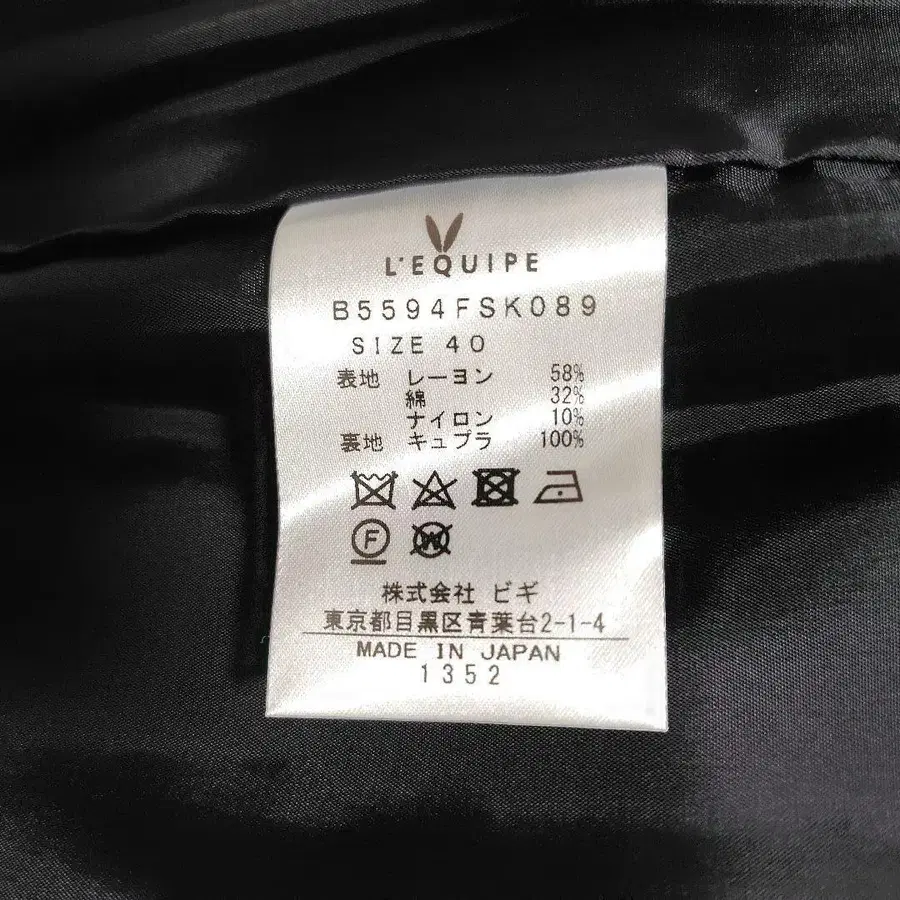 L'EQUIPE
B5594FSK089
SIZE 40
表地 レーヨン 58%
綿 32%
ナイロン 10%
裏地 キュプラ 100%
F W
株式会社 ビギ
東京都目黒区青葉台2-1-4
MADE IN JAPAN
1352